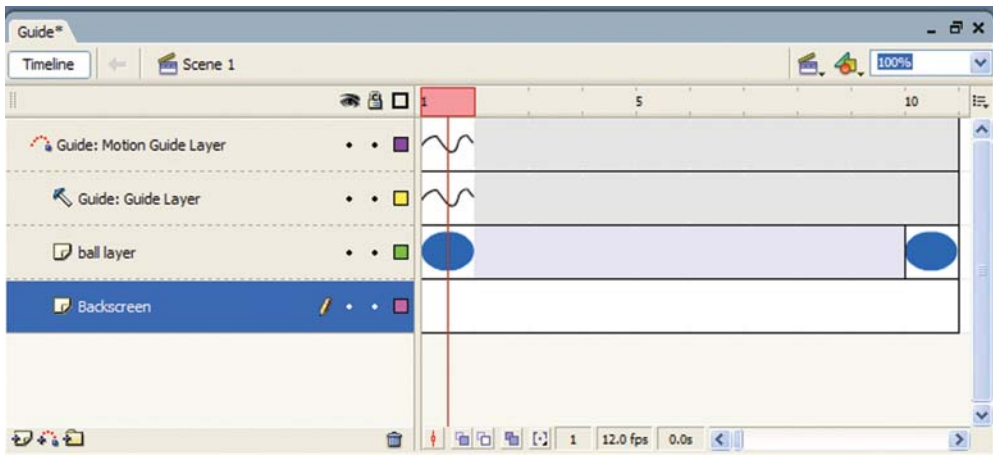 Guide*
Timeline
Scene 1
100%
1 5 10
Guide: Motion Guide Layer
Guide: Guide Layer
ball layer
Backscreen
1 12.0 fps 0.0s